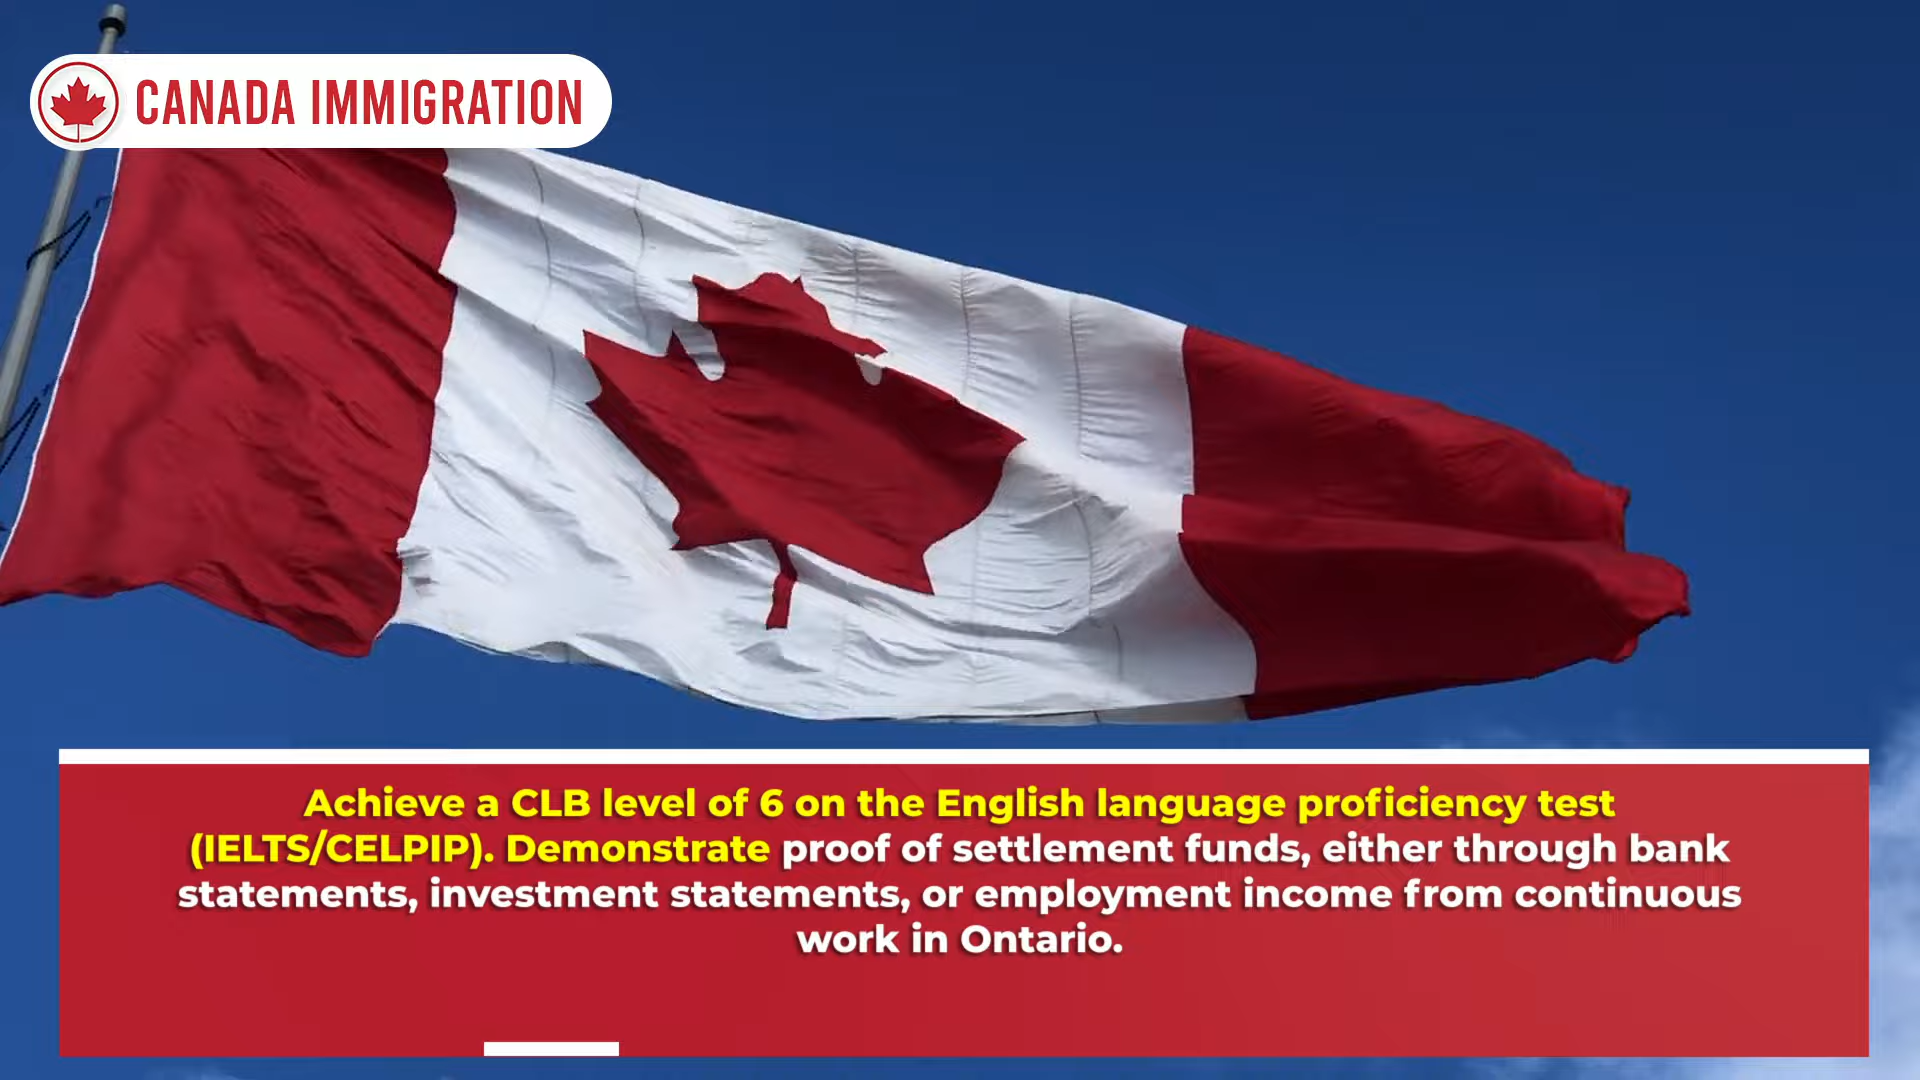 CANADA IMMIGRATION
Achieve a CLB level of 6 on the English language proficiency test
(IELTS/CELPIP). Demonstrate proof of settlement funds, either through bank
statements, investment statements, or employment income from continuous
work in Ontario.